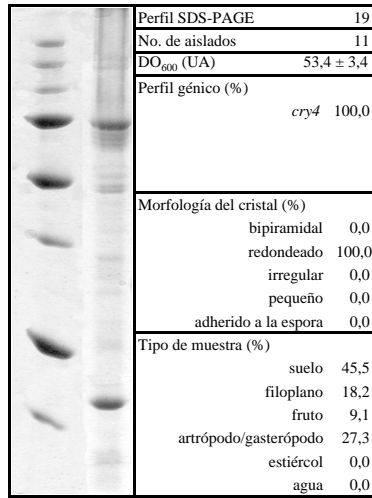 Perfil SDS-PAGE 19
No. de aislados 11
DO600 (UA) 53,4 ± 3,4
Perfil génico (%)
cry4 100,0
Morfología del cristal (%)
bipiramidal 0,0
redondeado 100,0
irregular 0,0
pequeño 0,0
adherido a la espora 0,0
Tipo de muestra (%)
suelo 45,5
filoplano 18,2
fruto 9,1
artrópodo/gasterópodo 27,3
estiércol 0,0
agua 0,0